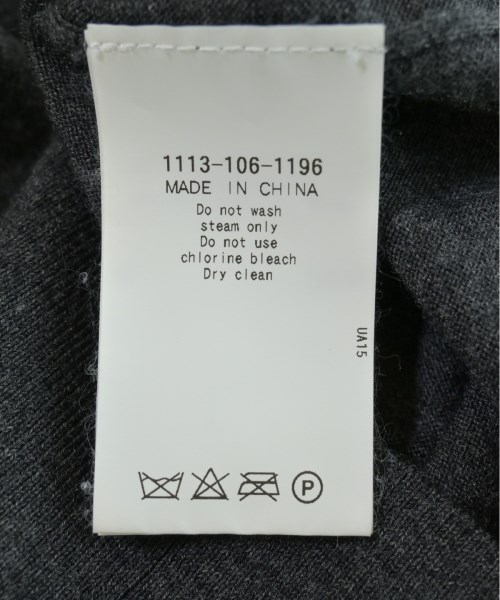 1113-106-1196
MADE IN CHINA
Do not wash
steam only
Do not use
chlorine bleach
Dry clean
UA15
P